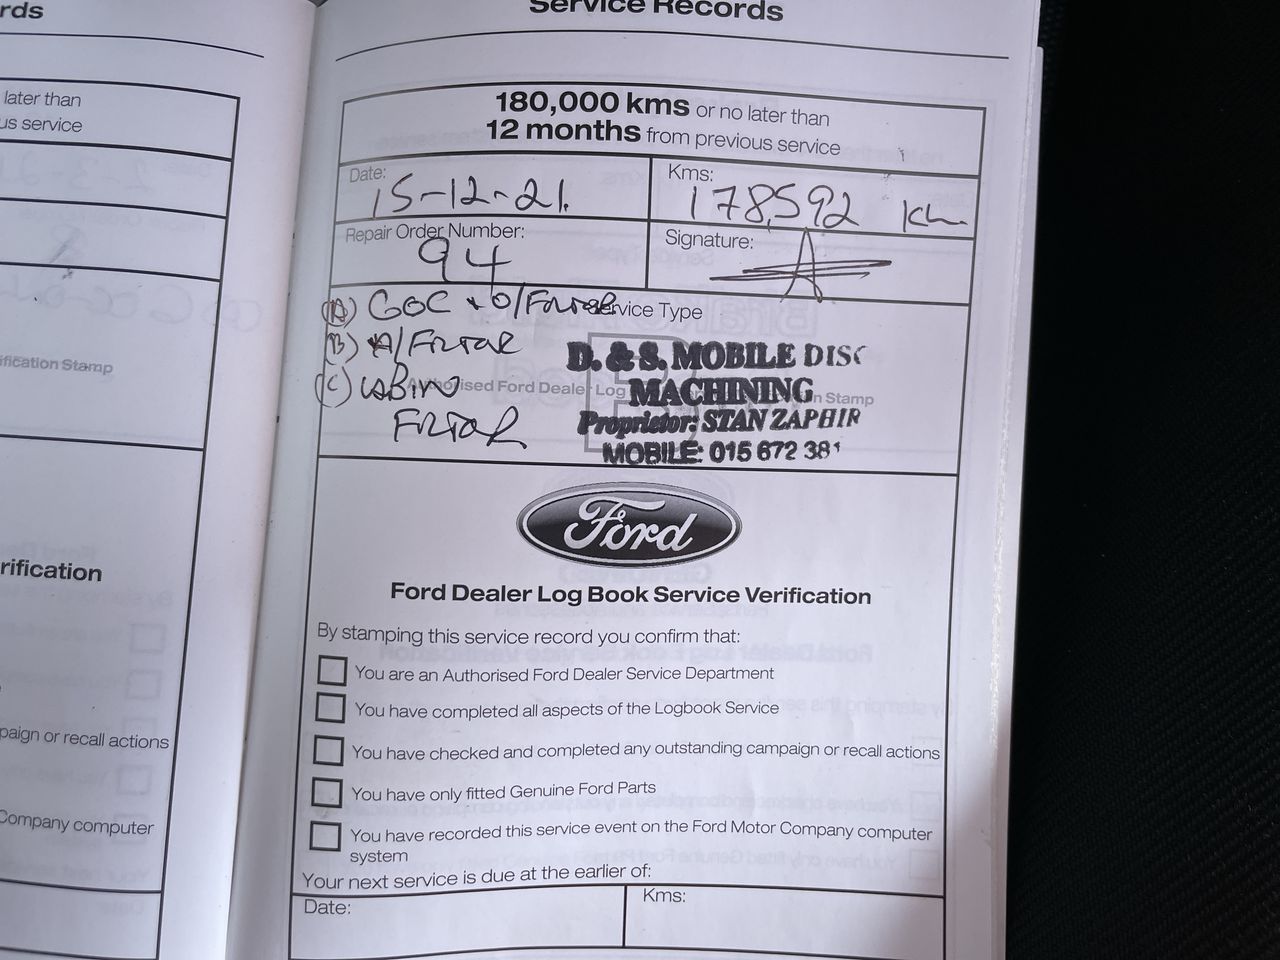 rds
later than
us service
ification Stamp
rification
paign or recall actions
Company computer
Service Records
180,000 kms or no later than
12 months from previous service
Date:
15-12-21.
Kms:
178,592 Km
Repair Order Number:
94
Signature:
(A) GOC + O/FILTOR
Service Type
(B) A/FILTOR
(C) CABIN
FILTOR
Authorised Ford Dealer Log
n Stamp
D. & S. MOBILE DISC
MACHINING
Proprietor: STAN ZAPHIR
MOBILE: 015 672 381
Ford
Ford Dealer Log Book Service Verification
By stamping this service record you confirm that:
You are an Authorised Ford Dealer Service Department
You have completed all aspects of the Logbook Service
You have checked and completed any outstanding campaign or recall actions
You have only fitted Genuine Ford Parts
You have recorded this service event on the Ford Motor Company computer
system
Your next service is due at the earlier of:
Date:
Kms: